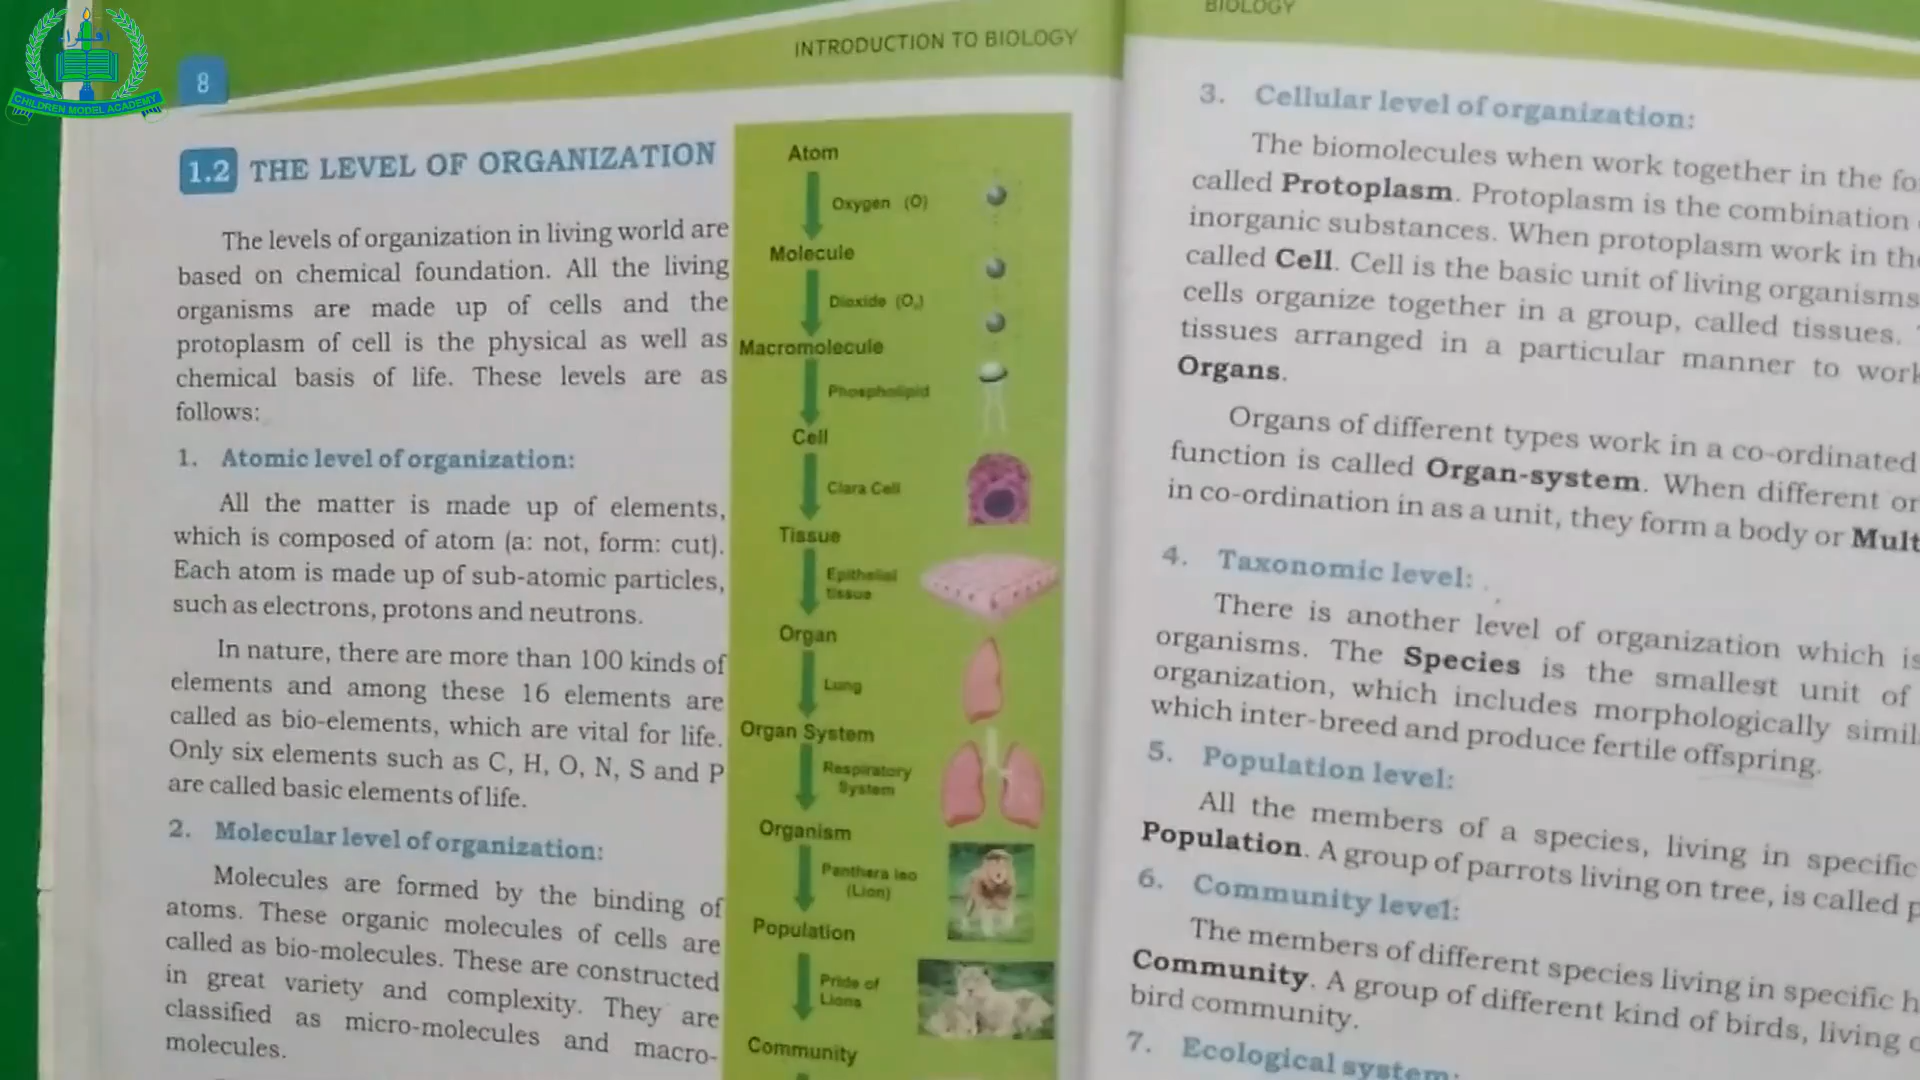 اقراء
CHILDREN MODEL ACADEMY
8
INTRODUCTION TO BIOLOGY
1.2 THE LEVEL OF ORGANIZATION
The levels of organization in living world are
based on chemical foundation. All the living
organisms are made up of cells and the
protoplasm of cell is the physical as well as
chemical basis of life. These levels are as
follows:
1. Atomic level of organization:
All the matter is made up of elements,
which is composed of atom (a: not, form: cut).
Each atom is made up of sub-atomic particles,
such as electrons, protons and neutrons.
In nature, there are more than 100 kinds of
elements and among these 16 elements are
called as bio-elements, which are vital for life.
Only six elements such as C, H, O, N, S and P
are called basic elements of life.
2. Molecular level of organization:
Molecules are formed by the binding of
atoms. These organic molecules of cells are
called as bio-molecules. These are constructed
in great variety and complexity. They are
classified as micro-molecules and macro-
molecules.
Atom
Oxygen (O)
Molecule
Dioxide (O₂)
Macromolecule
Phospholipid
Cell
Clara Cell
Tissue
Epithelial
tissue
Organ
Lung
Organ System
Respiratory
System
Organism
Panthera leo
(Lion)
Population
Pride of
Lions
Community
BIOLOGY
3. Cellular level of organization:
The biomolecules when work together in the
called Protoplasm. Protoplasm is the combination
inorganic substances. When protoplasm work in
called Cell. Cell is the basic unit of living organisms
cells organize together in a group, called tissues.
tissues arranged in a particular manner to work
Organs.
Organs of different types work in a co-ordinated
function is called Organ-system. When different
in co-ordination in as a unit, they form a body or
4. Taxonomic level:
There is another level of organization which is
organisms. The Species is the smallest unit of
organization, which includes morphologically
which inter-breed and produce fertile offspring.
5. Population level:
All the members of a species, living in specific
Population. A group of parrots living on tree, is called
6. Community level:
The members of different species living in specific
Community. A group of different kind of birds, living
bird community.
7. Ecological system: